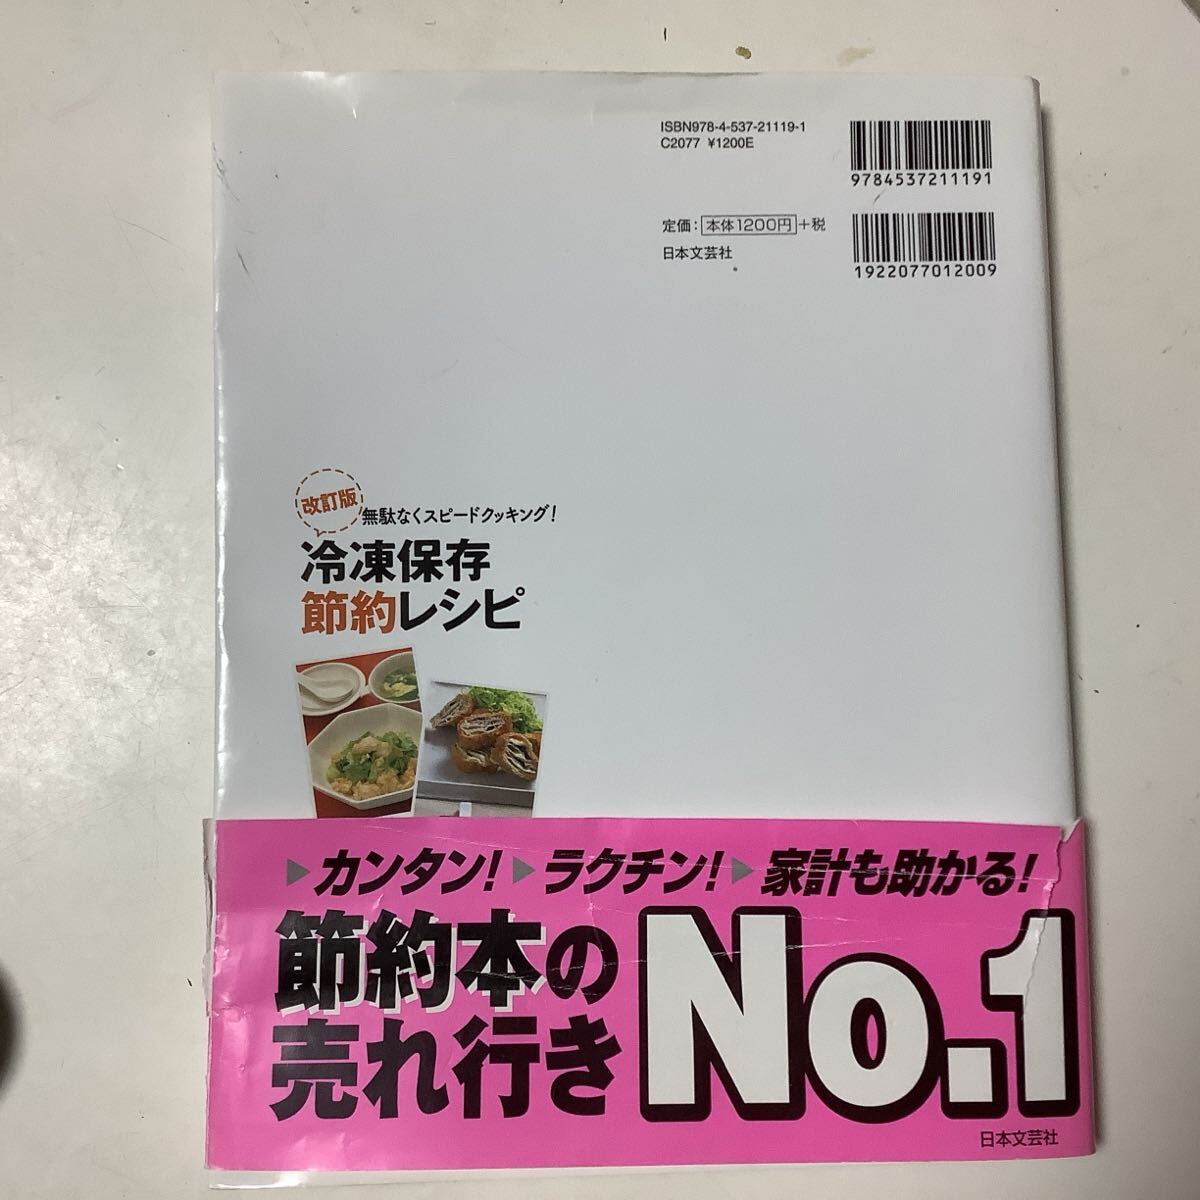 ISBN978-4-537-21119-1
C2077 ¥1200E
9784537211191
定価：本体1200円＋税
日本文芸社
1922077012009
改訂版
無駄なくスピードクッキング！
冷凍保存
節約レシピ
▶カンタン！▶ラクチン！▶家計も助かる！
節約本の
売れ行き
No.1
日本文芸社